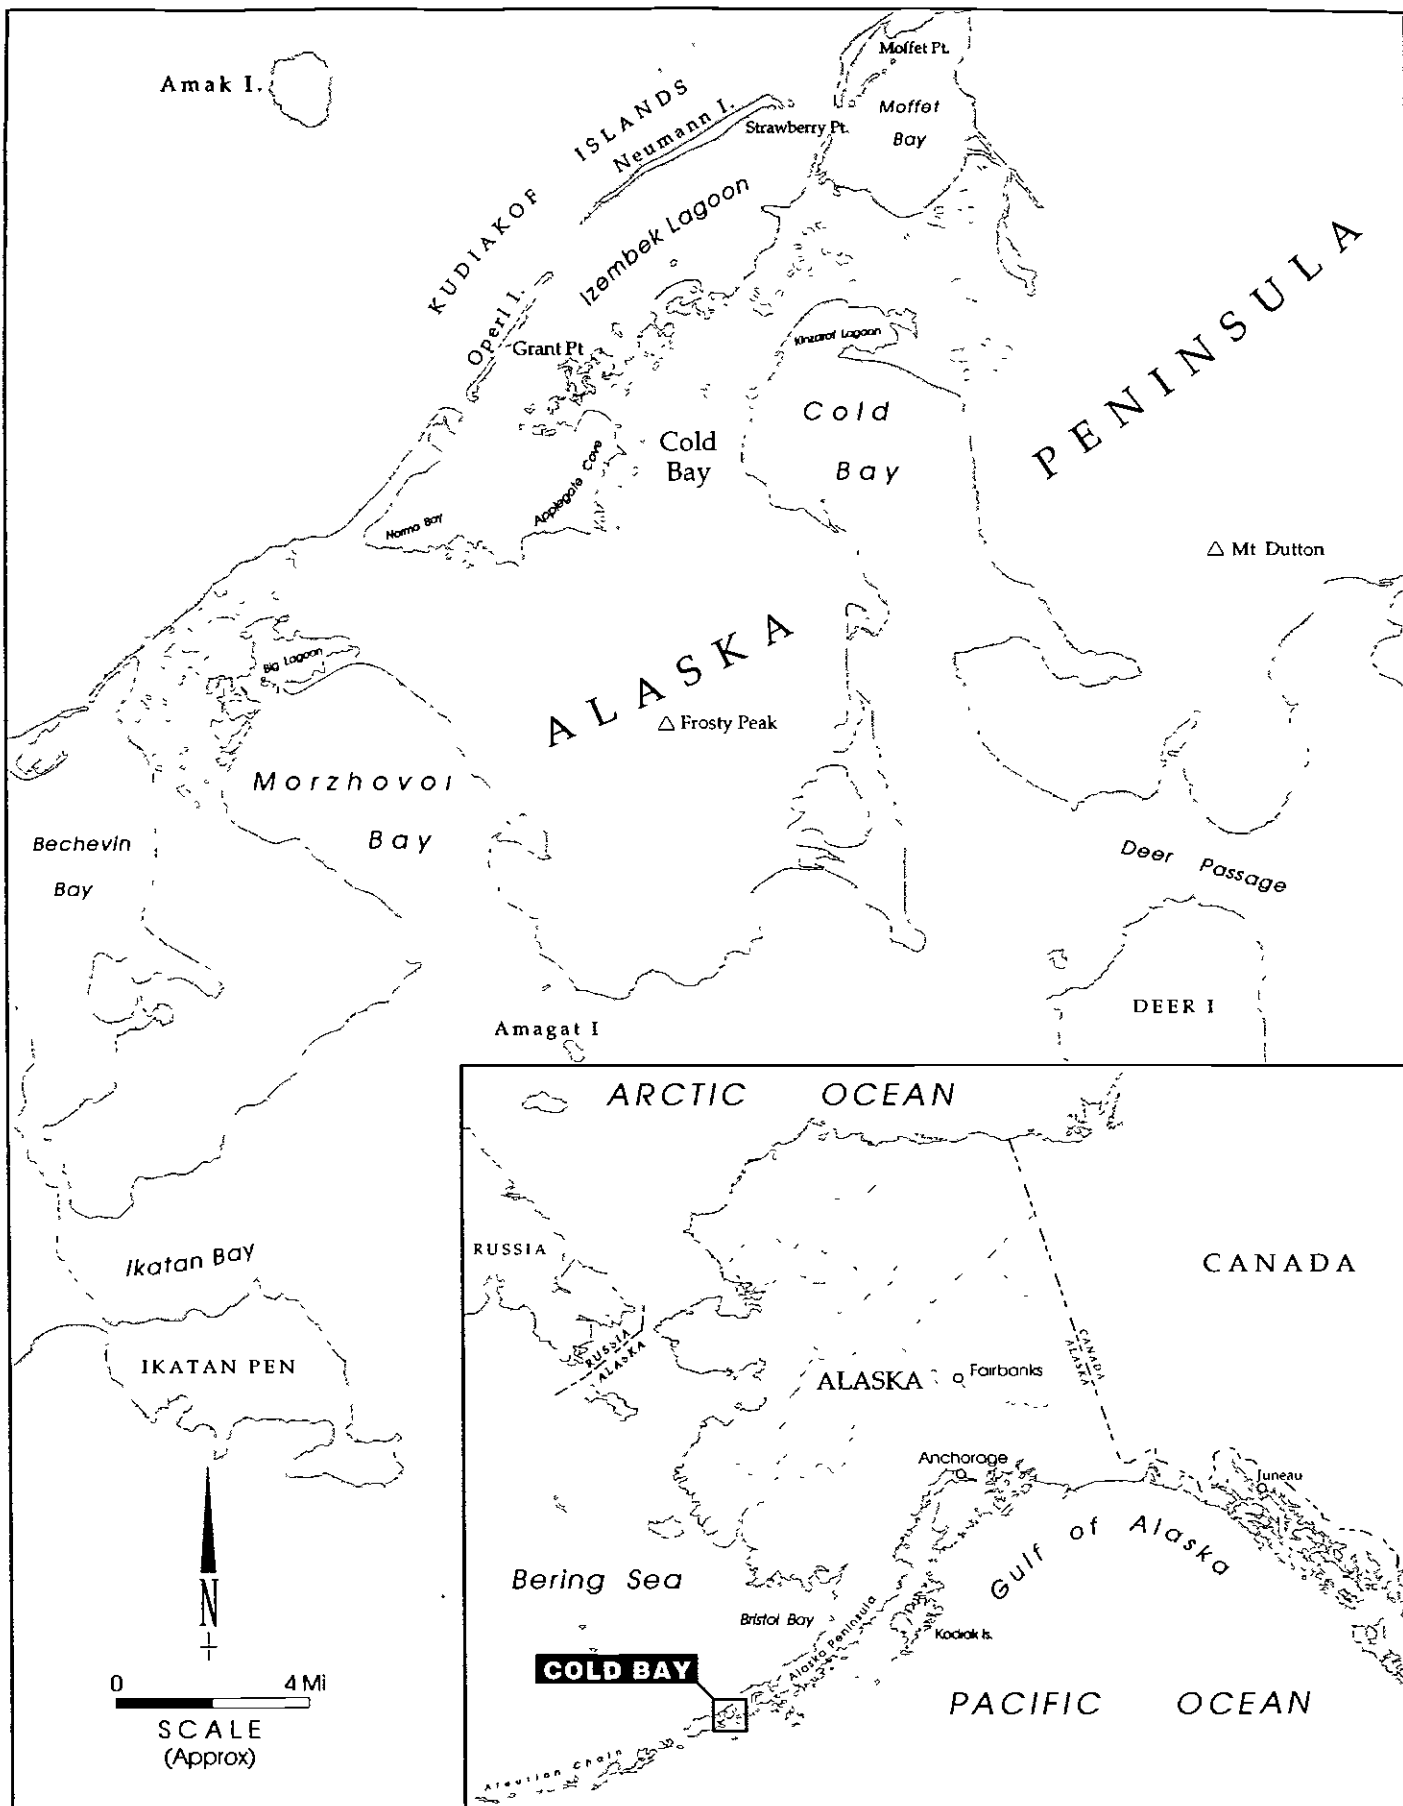 Moffet Pt.
Amak I.
Moffet
Bay
KUDIAKOF ISLANDS
Neumann I.
Strawberry Pt.
Izembek Lagoon
Operl I.
Grant Pt
Kinzarof Lagoon
Cold
Bay
Cold
Bay
ALASKA PENINSULA
Applegate Cove
Norma Bay
Mt Dutton
Big Lagoon
Frosty Peak
Morzhovoi
Bay
Bechevin
Bay
Deer Passage
DEER I
Amagat I
Ikatan Bay
IKATAN PEN
N
0 4 Mi
SCALE
(Approx)
ARCTIC OCEAN
RUSSIA
CANADA
RUSSIA
ALASKA
CANADA
ALASKA
ALASKA
Fairbanks
Anchorage
Juneau
Gulf of Alaska
Bering Sea
Bristol Bay
Alaska Peninsula
Kodiak Is.
COLD BAY
PACIFIC OCEAN
Aleutian Chain